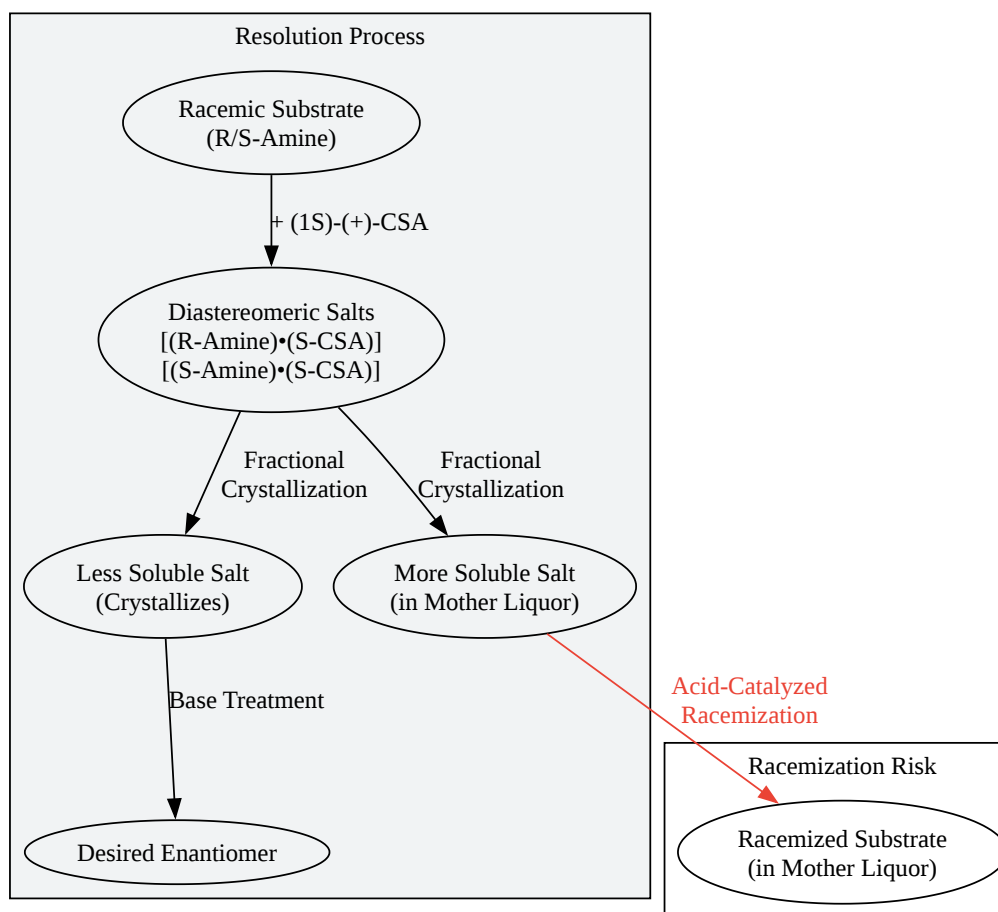 Resolution Process
Racemic Substrate
(R/S-Amine)
+ (1S)-(+)-CSA
Diastereomeric Salts
[(R-Amine)•(S-CSA)]
[(S-Amine)•(S-CSA)]
Fractional
Crystallization
Fractional
Crystallization
Less Soluble Salt
(Crystallizes)
More Soluble Salt
(in Mother Liquor)
Base Treatment
Acid-Catalyzed
Racemization
Desired Enantiomer
Racemization Risk
Racemized Substrate
(in Mother Liquor)